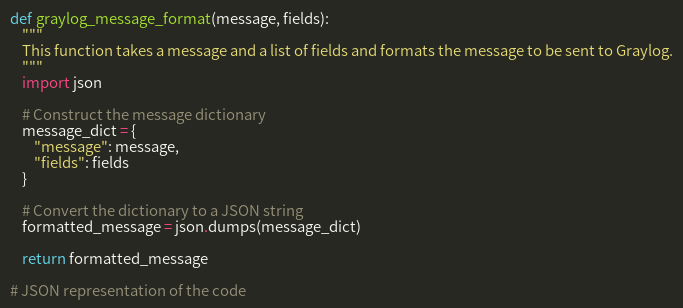 def graylog_message_format(message, fields):
"""
This function takes a message and a list of fields and formats the message to be sent to Graylog.
"""
import json
# Construct the message dictionary
message_dict = {
"message": message,
"fields": fields
}
# Convert the dictionary to a JSON string
formatted_message = json.dumps(message_dict)
return formatted_message
# JSON representation of the code